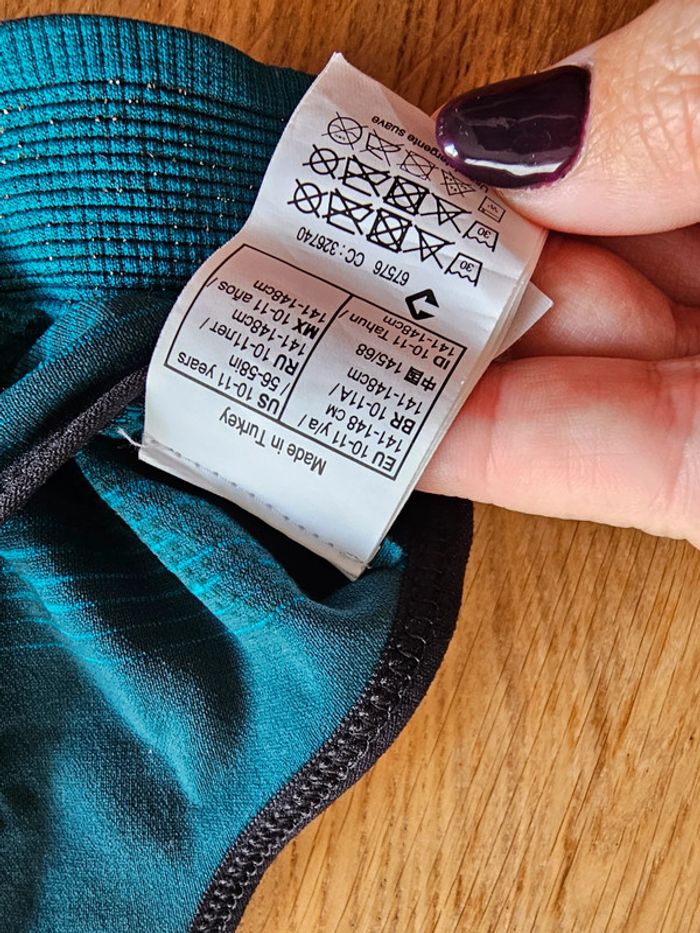 Made in Turkey
EU 10-11 y/a /
141-148 CM
BR 10-11A /
141-148cm
中国 145/68
ID 10-11 Tahun /
141-148cm
US 10-11 years
/ 56-58in
RU 10-11лет /
141-148cm
MX 10-11 años /
141-148cm
67576 CC : 326740
30
30
W
suave